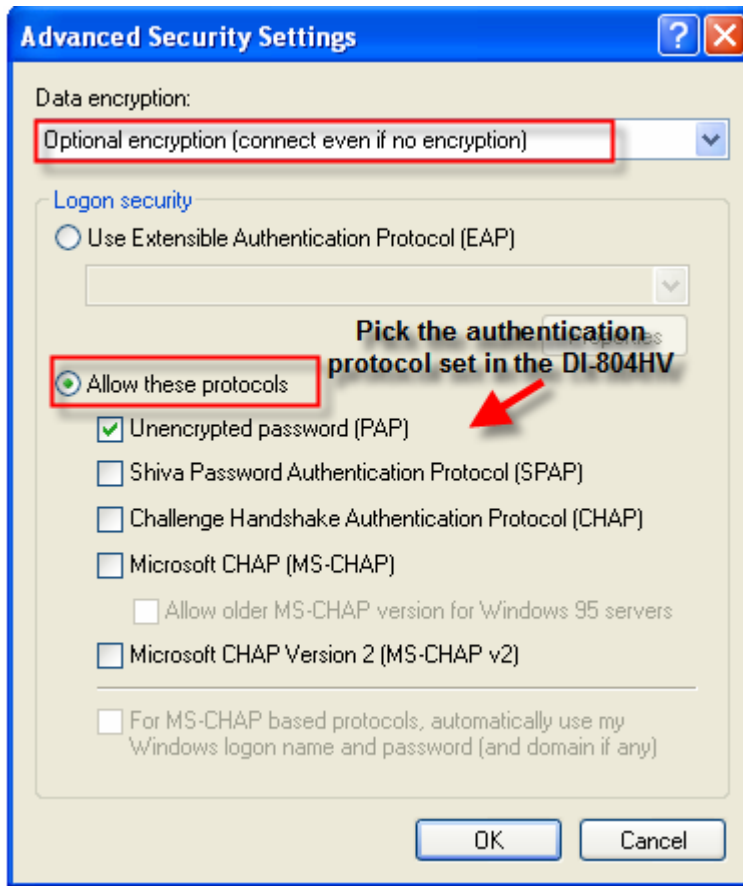 Advanced Security Settings
Data encryption:
Optional encryption (connect even if no encryption)
Logon security
Use Extensible Authentication Protocol (EAP)
Properties
Pick the authentication
protocol set in the DI-804HV
Allow these protocols
Unencrypted password (PAP)
Shiva Password Authentication Protocol (SPAP)
Challenge Handshake Authentication Protocol (CHAP)
Microsoft CHAP (MS-CHAP)
Allow older MS-CHAP version for Windows 95 servers
Microsoft CHAP Version 2 (MS-CHAP v2)
For MS-CHAP based protocols, automatically use my
Windows logon name and password (and domain if any)
OK
Cancel